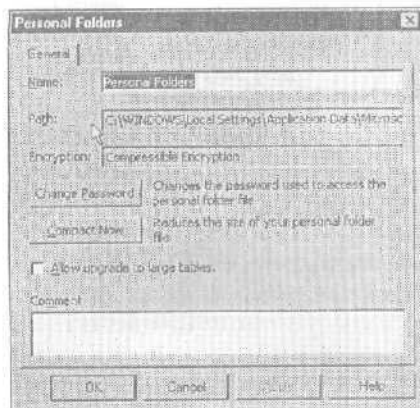 Personal Folders
General
Name: Personal Folders
Path: C:\WINDOWS\Local Settings\Application Data\Microsc
Encryption: Compressible Encryption
Change Password Changes the password used to access the
personal folder file
Compact Now Reduces the size of your personal folder
file
Allow upgrade to large tables.
Comment
OK Cancel Apply Help